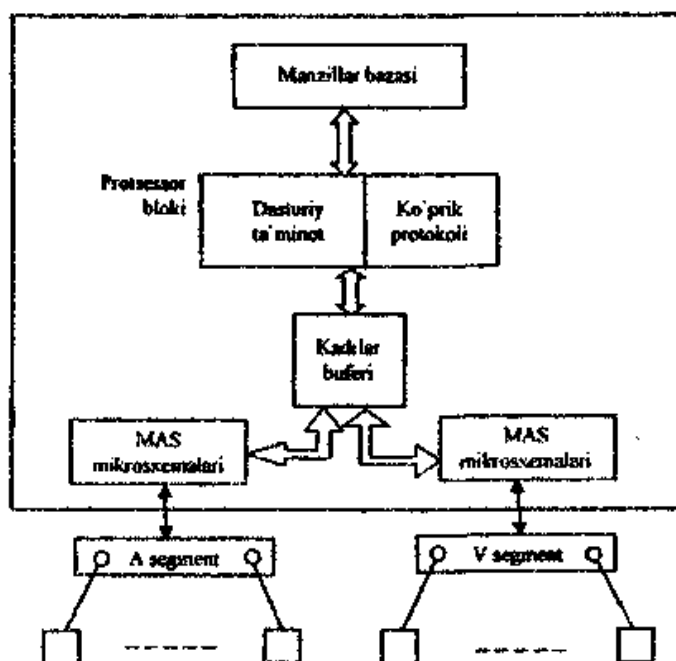 Manzillar bazasi
Protsessor
bloki
Dasturiy
ta`minot
Ko`prik
protokoli
Kadrlar
buferi
MAS
mikrosxemalari
MAS
mikrosxemalari
A segment
V segment